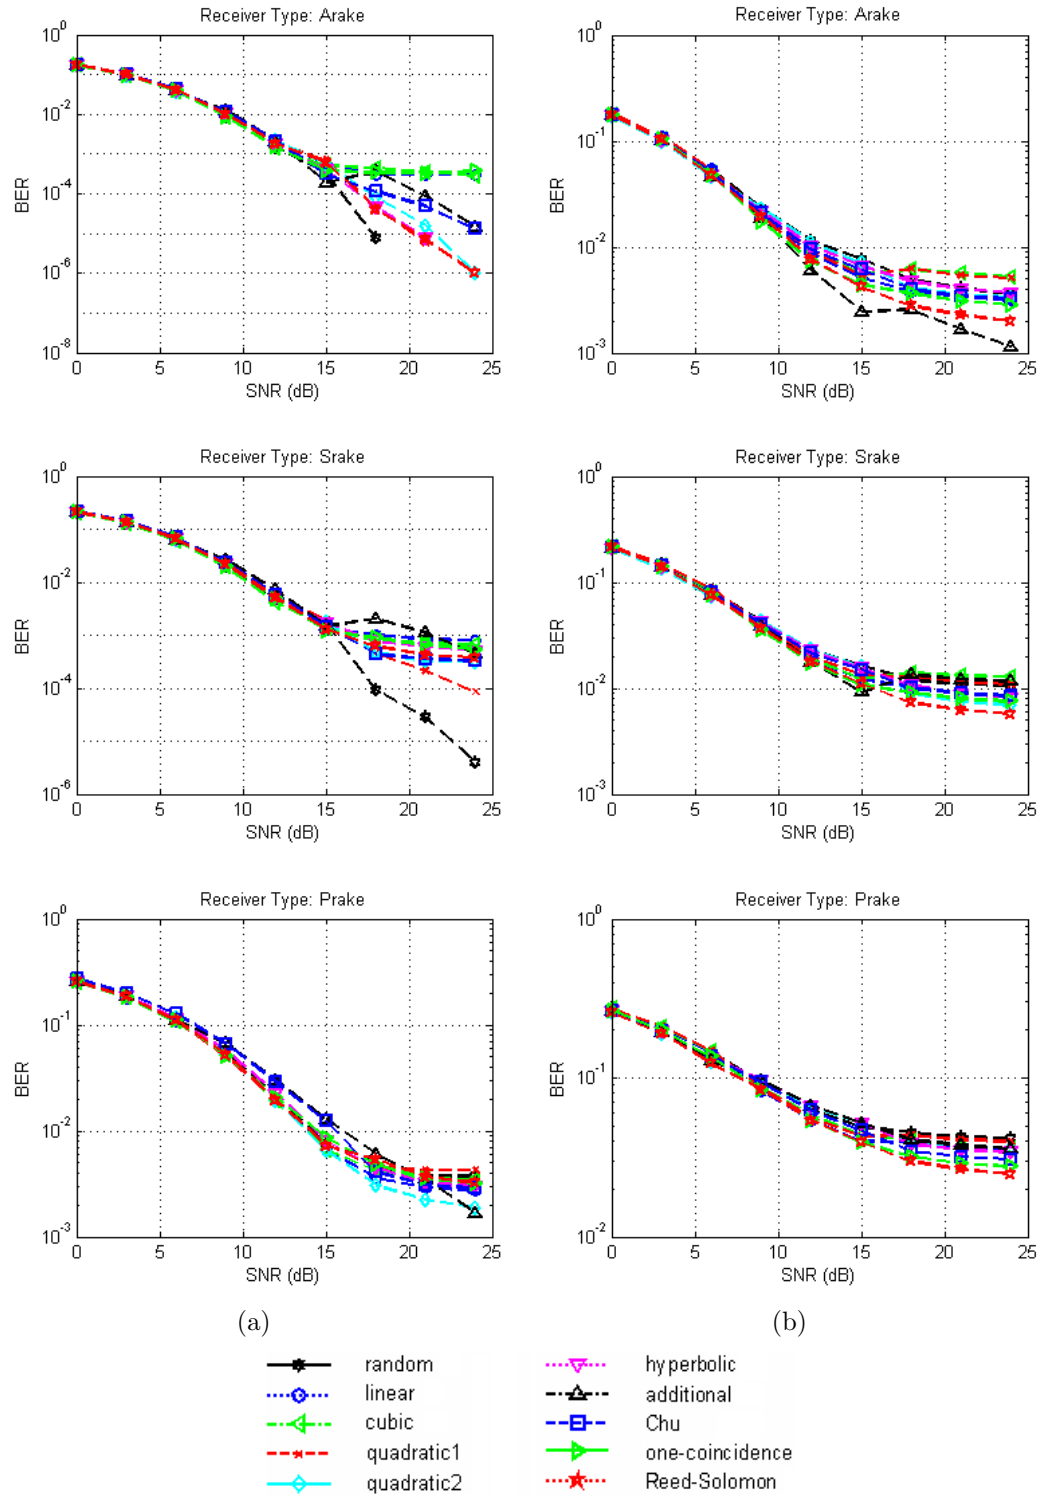 Receiver Type: Arake
10^0
10^-2
10^-4
10^-6
10^-8
BER
0 5 10 15 20 25
SNR (dB)
Receiver Type: Arake
10^0
10^-1
10^-2
10^-3
BER
0 5 10 15 20 25
SNR (dB)
Receiver Type: Srake
10^0
10^-2
10^-4
10^-6
BER
0 5 10 15 20 25
SNR (dB)
Receiver Type: Srake
10^0
10^-1
10^-2
10^-3
BER
0 5 10 15 20 25
SNR (dB)
Receiver Type: Prake
10^0
10^-1
10^-2
10^-3
BER
0 5 10 15 20 25
SNR (dB)
Receiver Type: Prake
10^0
10^-1
10^-2
BER
0 5 10 15 20 25
SNR (dB)
(a)
(b)
random
linear
cubic
quadratic1
quadratic2
hyperbolic
additional
Chu
one-coincidence
Reed-Solomon